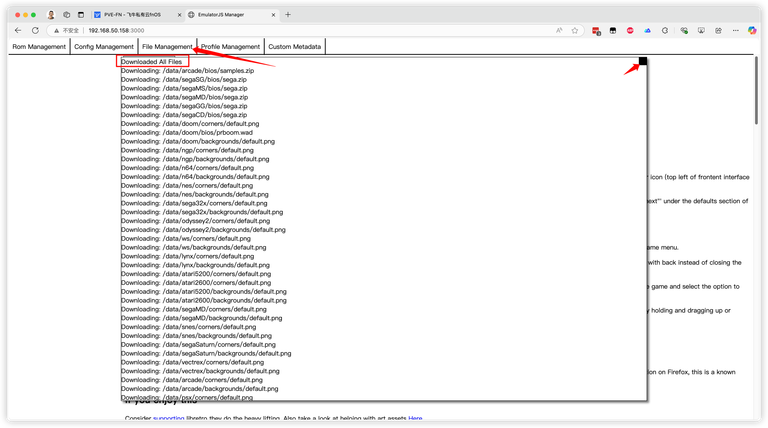 PVE-FN - 飞牛私有云fnOS
EmulatorJS Manager
不安全
192.168.50.158:3000
Rom Management
Config Management
File Management
Profile Management
Custom Metadata
Downloaded All Files
Downloading: /data/arcade/bios/samples.zip
Downloading: /data/segaSG/bios/sega.zip
Downloading: /data/segaMS/bios/sega.zip
Downloading: /data/segaMD/bios/sega.zip
Downloading: /data/segaGG/bios/sega.zip
Downloading: /data/segaCD/bios/sega.zip
Downloading: /data/doom/corners/default.png
Downloading: /data/doom/bios/prboom.wad
Downloading: /data/doom/backgrounds/default.png
Downloading: /data/ngp/corners/default.png
Downloading: /data/ngp/backgrounds/default.png
Downloading: /data/n64/corners/default.png
Downloading: /data/n64/backgrounds/default.png
icon (top left of frontent interface
Downloading: /data/nes/corners/default.png
Downloading: /data/nes/backgrounds/default.png
ext"' under the defaults section of
Downloading: /data/sega32x/corners/default.png
Downloading: /data/sega32x/backgrounds/default.png
Downloading: /data/odyssey2/corners/default.png
Downloading: /data/odyssey2/backgrounds/default.png
Downloading: /data/ws/corners/default.png
Downloading: /data/ws/backgrounds/default.png
ame menu.
Downloading: /data/lynx/corners/default.png
Downloading: /data/lynx/backgrounds/default.png
with back instead of closing the
Downloading: /data/atari5200/corners/default.png
Downloading: /data/atari2600/corners/default.png
Downloading: /data/atari5200/backgrounds/default.png
e game and select the option to
Downloading: /data/atari2600/backgrounds/default.png
Downloading: /data/segaMD/corners/default.png
y holding and dragging up or
Downloading: /data/segaMD/backgrounds/default.png
Downloading: /data/snes/corners/default.png
Downloading: /data/snes/backgrounds/default.png
Downloading: /data/segaSaturn/corners/default.png
Downloading: /data/segaSaturn/backgrounds/default.png
Downloading: /data/vectrex/corners/default.png
Downloading: /data/vectrex/backgrounds/default.png
ion on Firefox, this is a known
Downloading: /data/arcade/corners/default.png
Downloading: /data/arcade/backgrounds/default.png
Downloading: /data/psx/corners/default.png
If you enjoy this
Consider supporting libretro they do the heavy lifting. Also take a look at helping with art assets Here